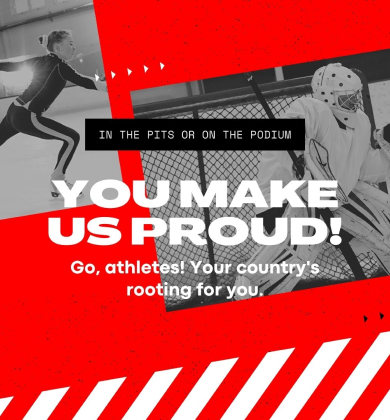 IN THE PITS OR ON THE PODIUM
YOU MAKE
US PROUD!
Go, athletes! Your country's
rooting for you.